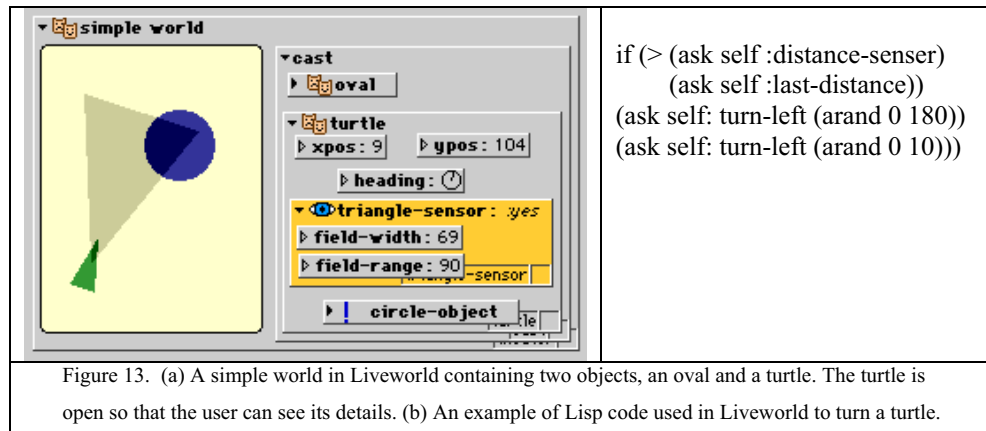 simple world
cast
oval
turtle
xpos: 9
ypos: 104
heading:
triangle-sensor: yes
field-width: 69
field-range: 90
-sensor
circle-object
if (> (ask self :distance-senser)
(ask self :last-distance))
(ask self: turn-left (arand 0 180))
(ask self: turn-left (arand 0 10)))
Figure 13. (a) A simple world in Liveworld containing two objects, an oval and a turtle. The turtle is
open so that the user can see its details. (b) An example of Lisp code used in Liveworld to turn a turtle.